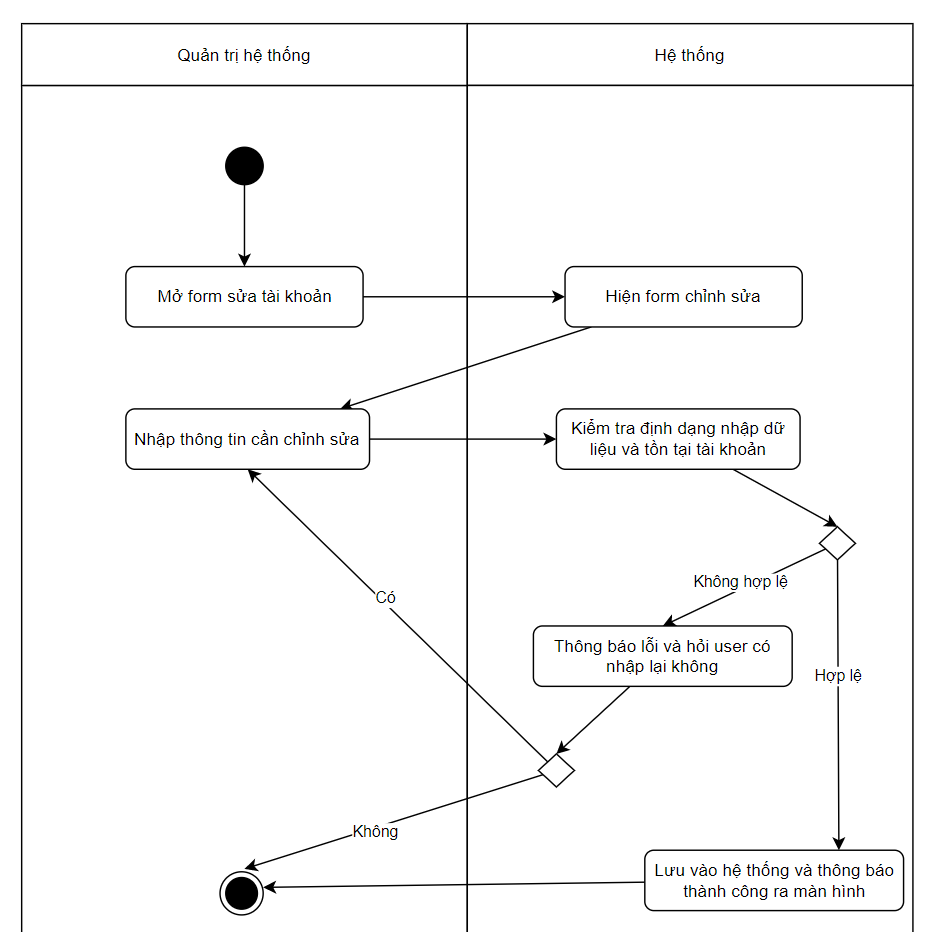 Quản trị hệ thống
Hệ thống
Mở form sửa tài khoản
Hiện form chỉnh sửa
Nhập thông tin cần chỉnh sửa
Kiểm tra định dạng nhập dữ
liệu và tồn tại tài khoản
Không hợp lệ
Có
Thông báo lỗi và hỏi user có
nhập lại không
Hợp lệ
Không
Lưu vào hệ thống và thông báo
thành công ra màn hình